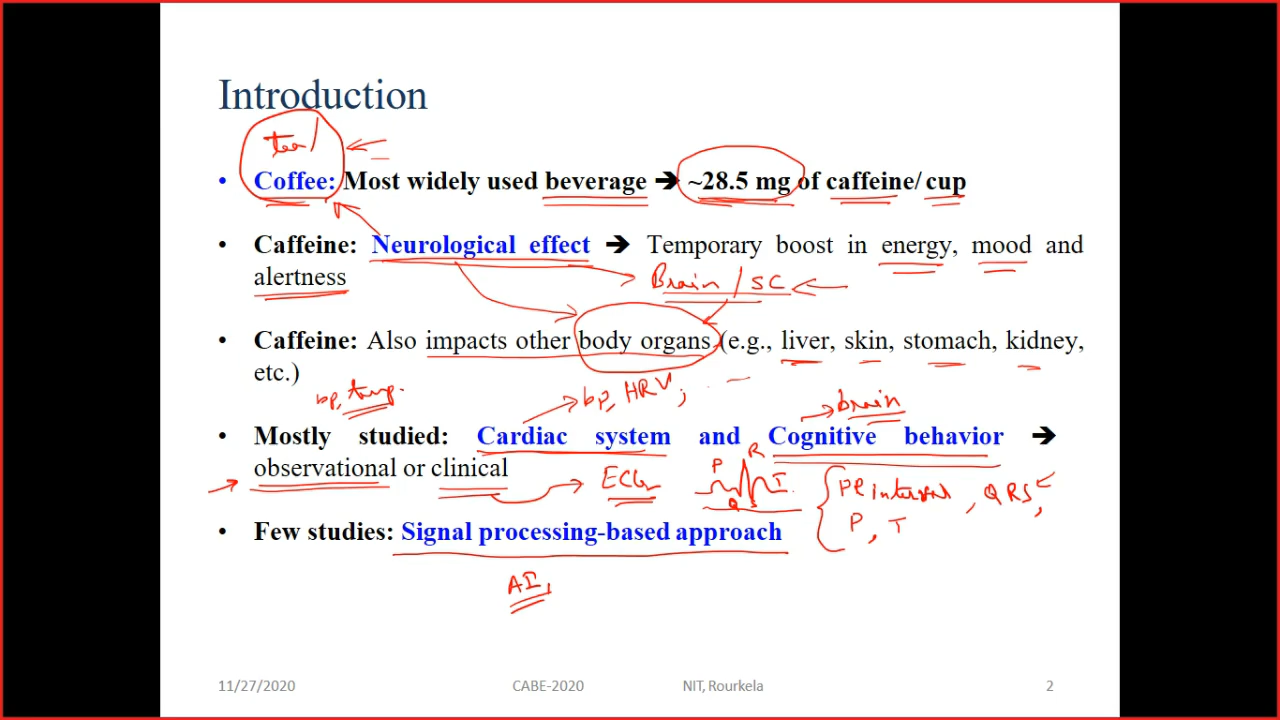 Introduction
tea/
• Coffee: Most widely used beverage ➔ ~28.5 mg of caffeine/ cup
• Caffeine: Neurological effect ➔ Temporary boost in energy, mood and
alertness
Brain / SC
• Caffeine: Also impacts other body organs (e.g., liver, skin, stomach, kidney,
etc.)
bp, temp.
bp, HRV,
brain
• Mostly studied: Cardiac system and Cognitive behavior ➔
observational or clinical
ECG
P R
Q S
PR interval, QRS,
P, T
• Few studies: Signal processing-based approach
AI,
11/27/2020 CABE-2020 NIT, Rourkela 2